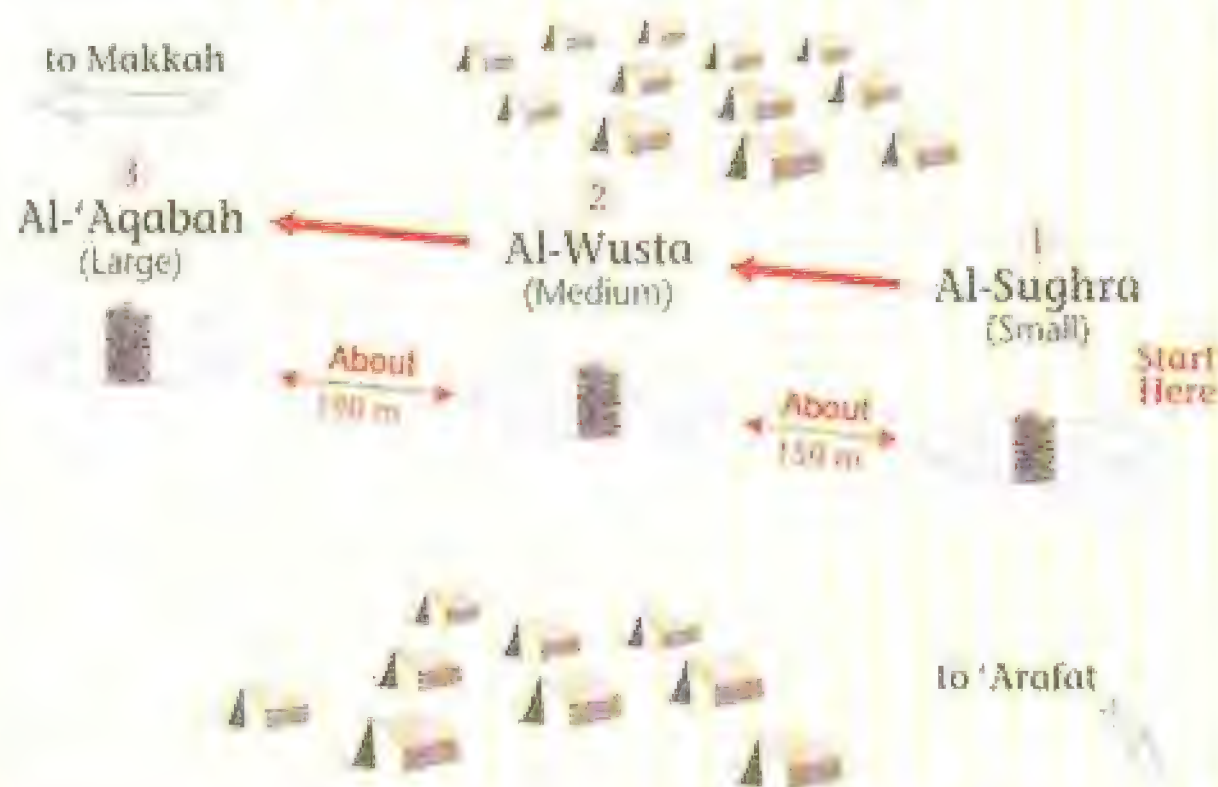 to Makkah
3
Al-'Aqabah
(Large)
2
Al-Wusta
(Medium)
1
Al-Sughra
(Small)
Start
Here
About
190 m
About
150 m
to 'Arafat